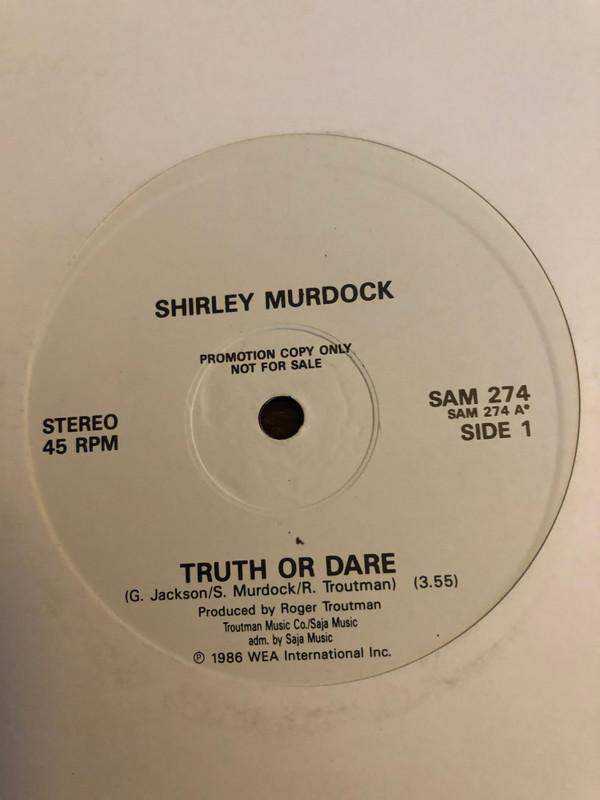 SHIRLEY MURDOCK
PROMOTION COPY ONLY
NOT FOR SALE
STEREO
45 RPM
SAM 274
SAM 274 A*
SIDE 1
TRUTH OR DARE
(G. Jackson/S. Murdock/R. Troutman) (3.55)
Produced by Roger Troutman
Troutman Music Co./Saja Music
adm. by Saja Music
℗ 1986 WEA International Inc.